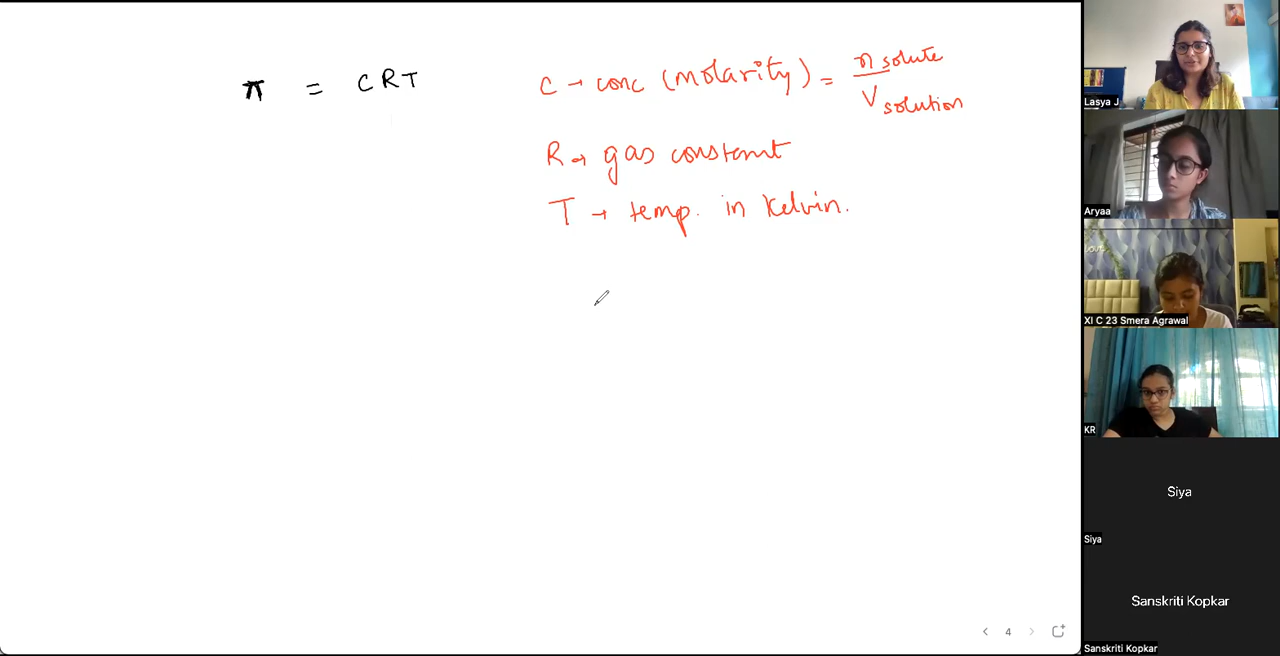 π = CRT
C → conc (molarity) = n solute / V solution
R → gas constant
T → temp. in Kelvin.
4
Lasya J
Aryaa
XI C 23 Smera Agrawal
KR
Siya
Siya
Sanskriti Kopkar
Sanskriti Kopkar